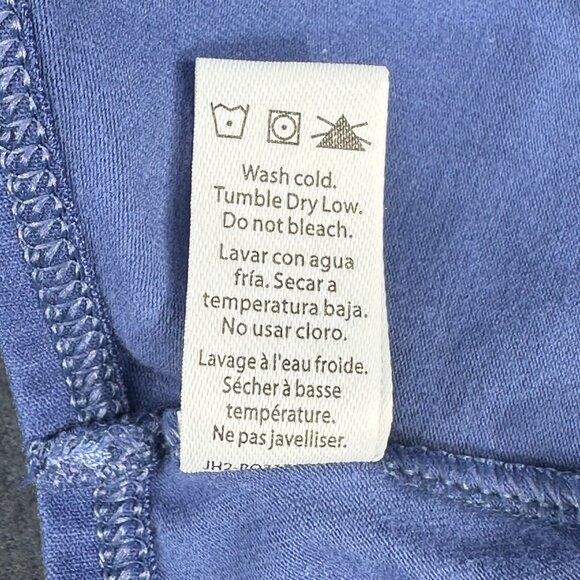 Wash cold.
Tumble Dry Low.
Do not bleach.
Lavar con agua
fría. Secar a
temperatura baja.
No usar cloro.
Lavage à l'eau froide.
Sécher à basse
température.
Ne pas javelliser.